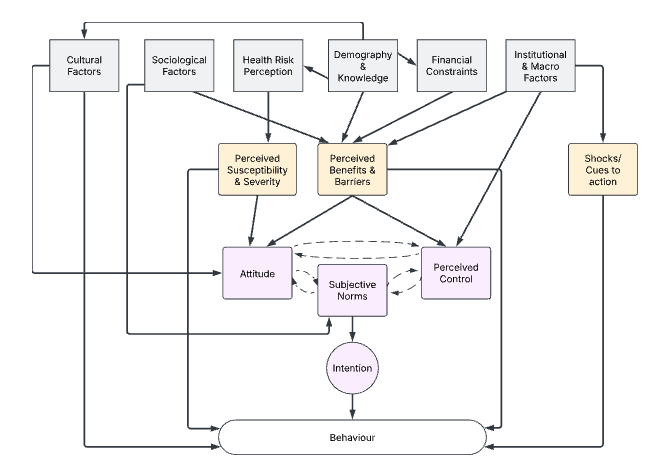 Cultural
Factors
Sociological
Factors
Health Risk
Perception
Demography
&
Knowledge
Financial
Constraints
Institutional
& Macro
Factors
Perceived
Susceptibility
& Severity
Perceived
Benefits &
Barriers
Shocks/
Cues to
action
Attitude
Subjective
Norms
Perceived
Control
Intention
Behaviour